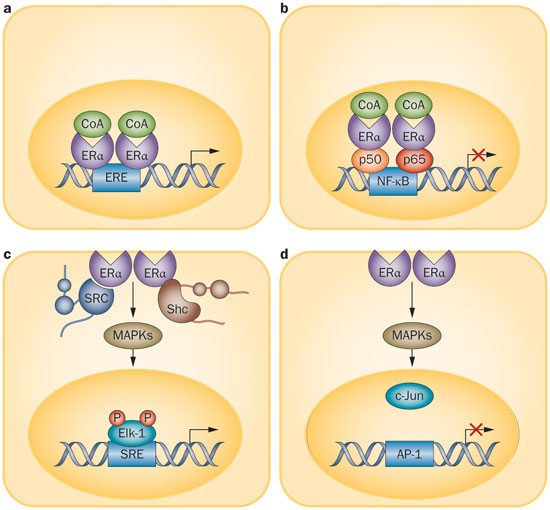 a
CoA CoA
ERα ERα
ERE
b
CoA CoA
ERα ERα
p50 p65
NF-κB
c
ERα ERα
SRC
Shc
MAPKs
P P
Elk-1
SRE
d
ERα ERα
MAPKs
c-Jun
AP-1